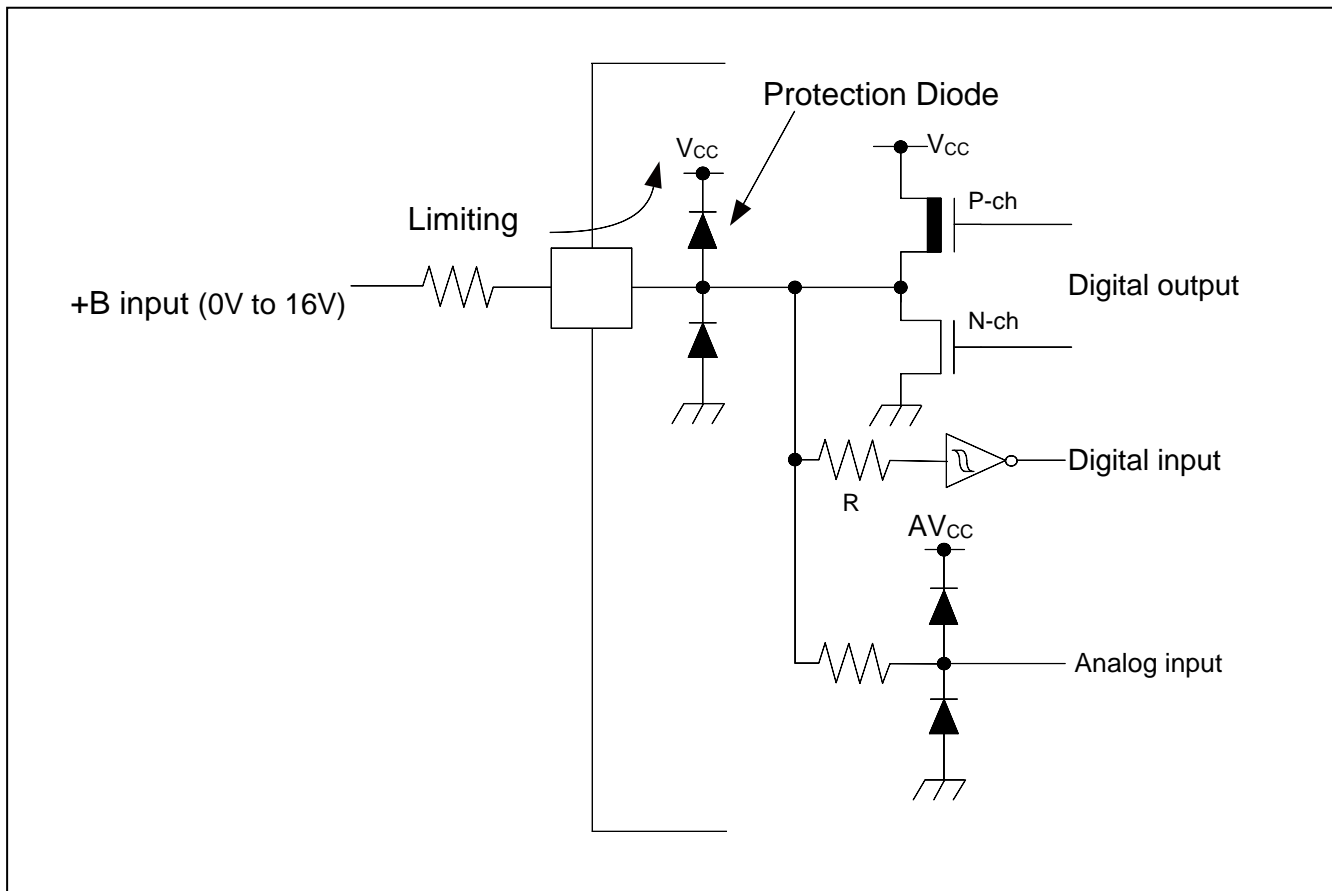 Protection Diode
VCC
VCC
P-ch
Limiting
+B input (0V to 16V)
Digital output
N-ch
Digital input
R
AVCC
Analog input